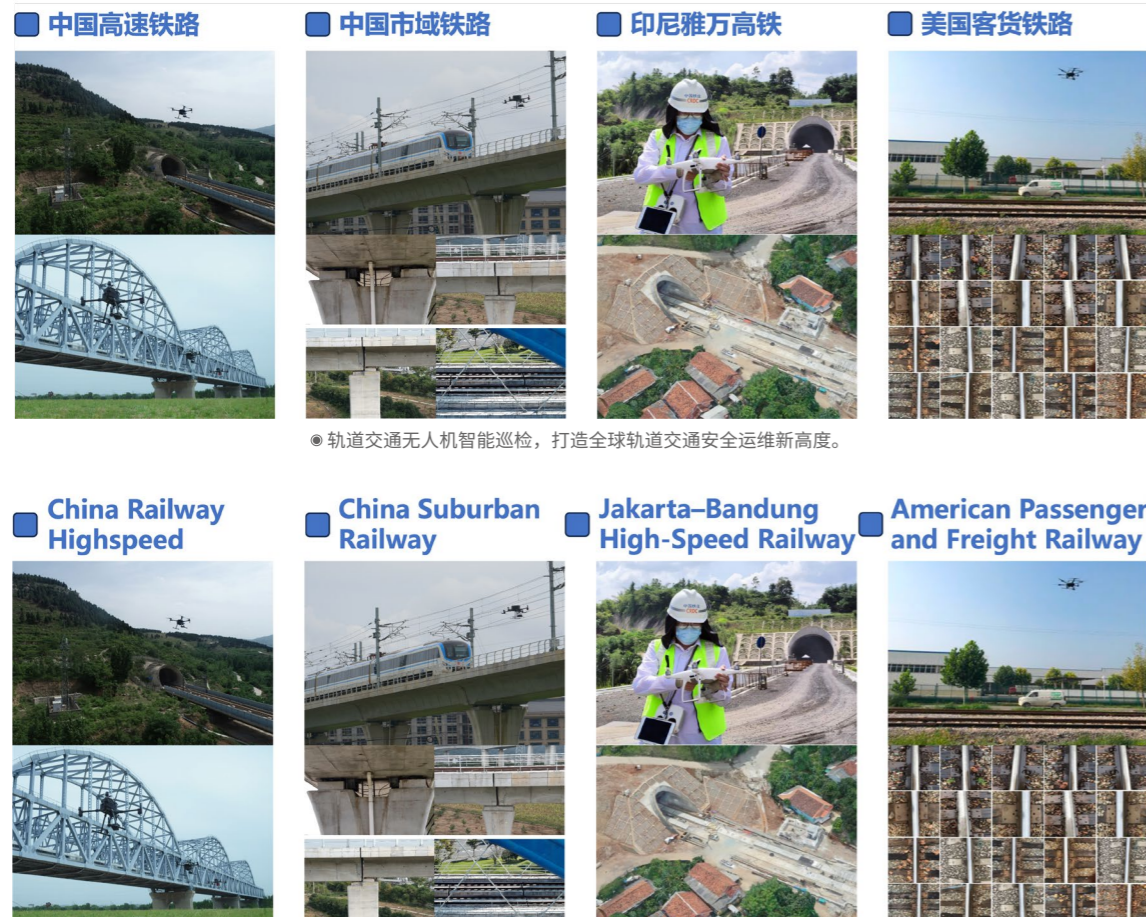 中国高速铁路
中国市域铁路
印尼雅万高铁
美国客货铁路
◉ 轨道交通无人机智能巡检，打造全球轨道交通安全运维新高度。
China Railway
Highspeed
China Suburban
Railway
Jakarta–Bandung
High-Speed Railway
American Passenger
and Freight Railway